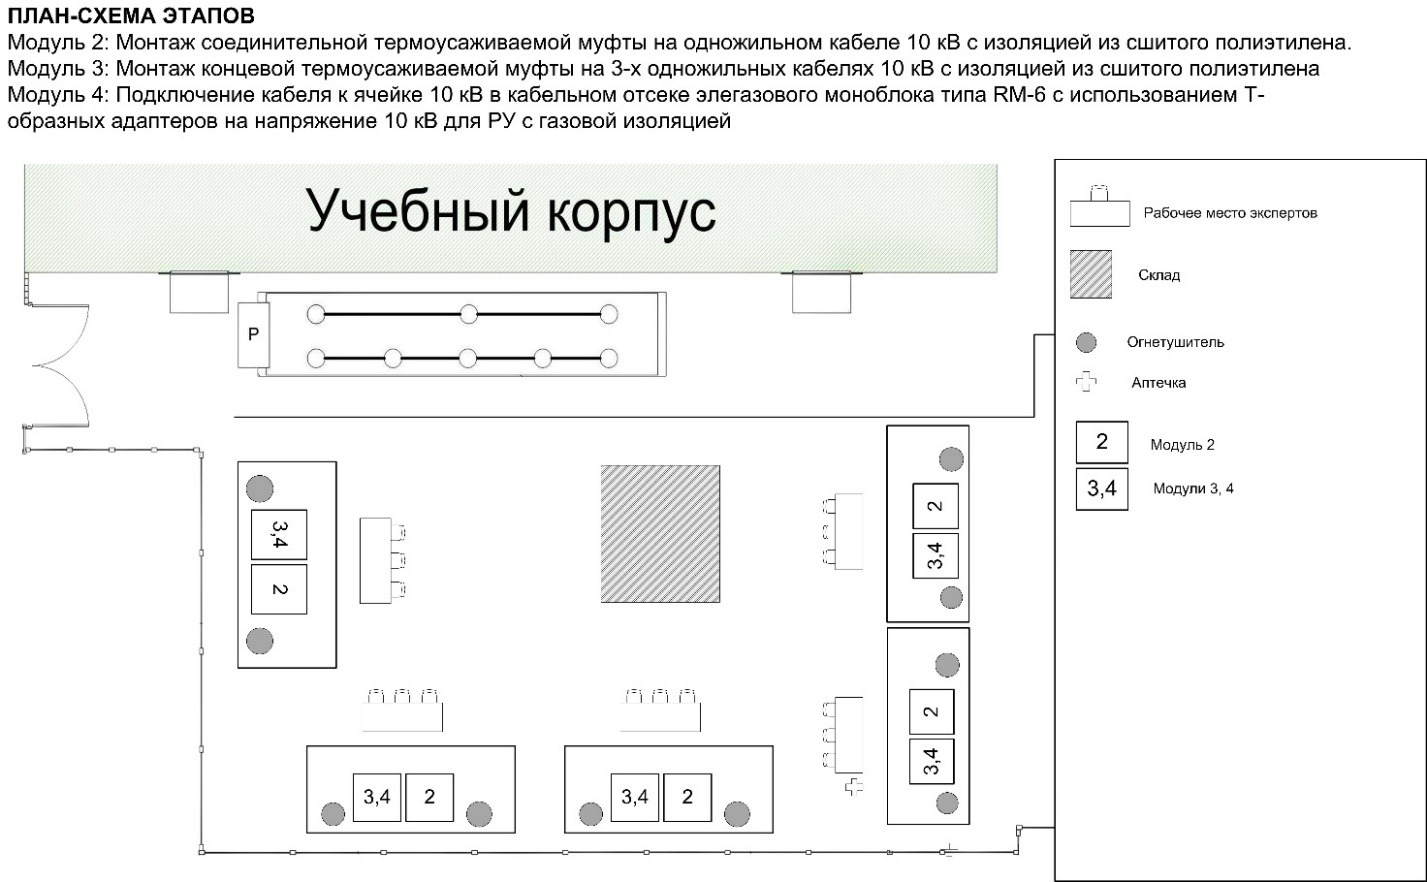 ПЛАН-СХЕМА ЭТАПОВ
Модуль 2: Монтаж соединительной термоусаживаемой муфты на одножильном кабеле 10 кВ с изоляцией из сшитого полиэтилена.
Модуль 3: Монтаж концевой термоусаживаемой муфты на 3-х одножильных кабелях 10 кВ с изоляцией из сшитого полиэтилена
Модуль 4: Подключение кабеля к ячейке 10 кВ в кабельном отсеке элегазового моноблока типа RM-6 с использованием Т-
образных адаптеров на напряжение 10 кВ для РУ с газовой изоляцией
Учебный корпус
Р
3,4
2
3,4
2
3,4
2
2
3,4
2
3,4
Рабочее место экспертов
Склад
Огнетушитель
Аптечка
2 Модуль 2
3,4 Модули 3, 4